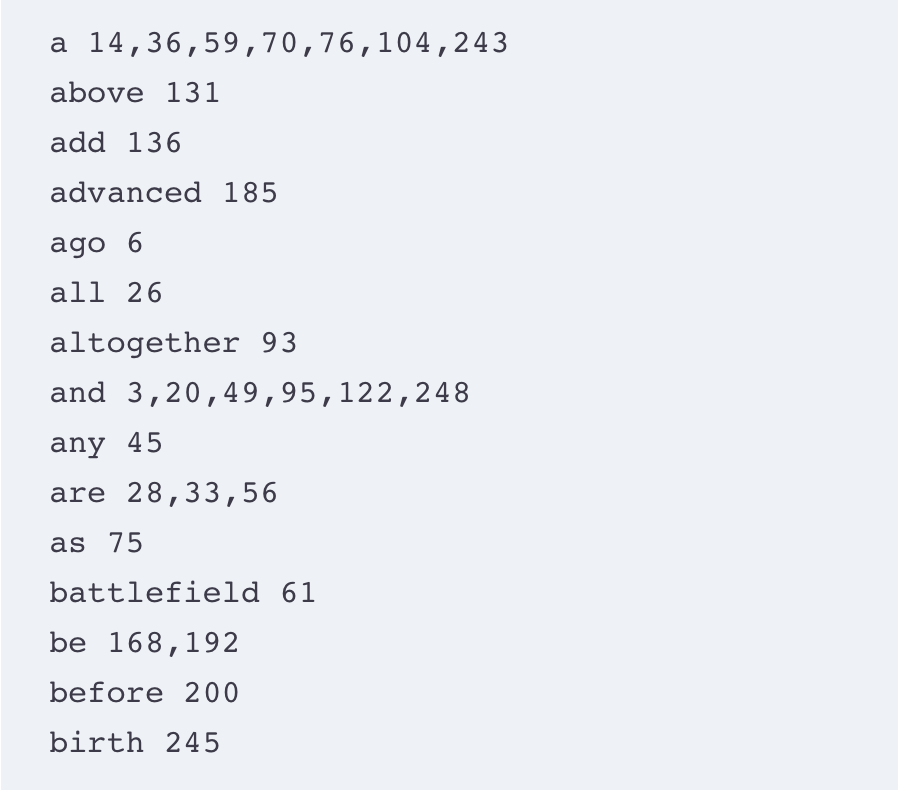 a 14,36,59,70,76,104,243
above 131
add 136
advanced 185
ago 6
all 26
altogether 93
and 3,20,49,95,122,248
any 45
are 28,33,56
as 75
battlefield 61
be 168,192
before 200
birth 245